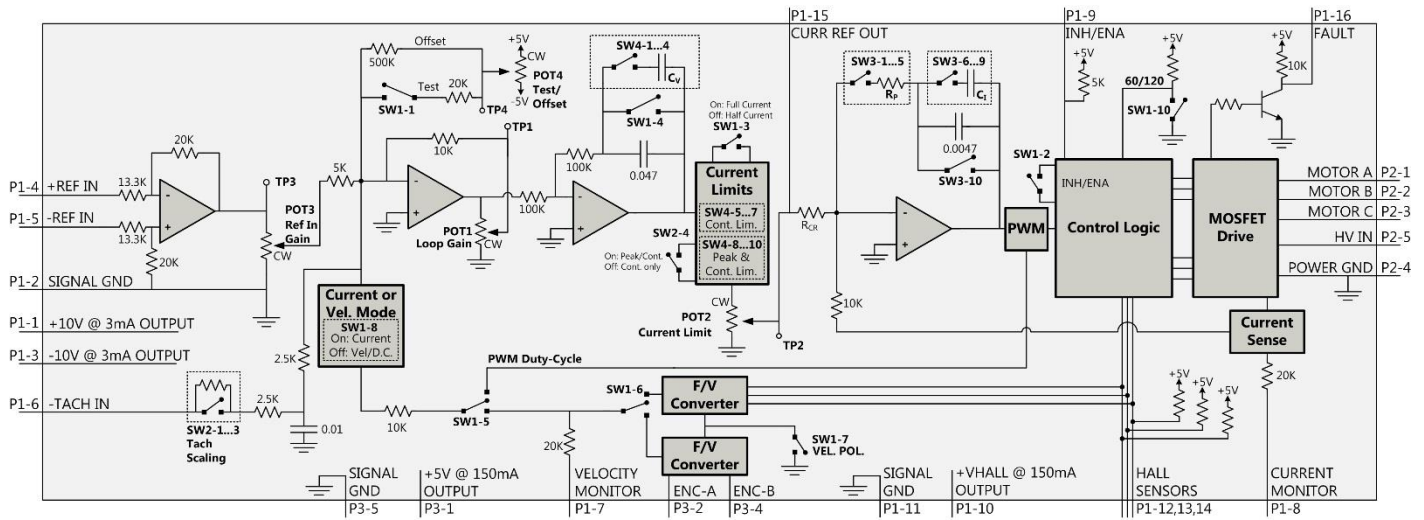 P1-15
CURR REF OUT
P1-9
INH/ENA
P1-16
FAULT
Offset
500K
+5V
CW
-5V
POT4
Test/
Offset
Test
20K
SW1-1
TP4
SW4-1...4
CV
SW1-4
100K
0.047
On: Full Current
Off: Half Current
SW1-3
SW3-1...5
RP
SW3-6...9
CI
0.0047
SW3-10
+5V
5K
+5V
60/120
SW1-10
+5V
10K
20K
P1-4
+REF IN
13.3K
P1-5
-REF IN
13.3K
20K
-
+
TP3
POT3
Ref In
Gain
CW
5K
10K
TP1
-
+
POT1
Loop Gain
CW
100K
-
+
Current
Limits
SW4-5...7
Cont. Lim.
SW4-8...10
Peak &
Cont. Lim.
SW2-4
On: Peak/Cont.
Off: Cont. only
CW
POT2
Current Limit
TP2
RCR
-
+
10K
SW1-2
PWM
INH/ENA
Control Logic
MOSFET
Drive
MOTOR A
P2-1
MOTOR B
P2-2
MOTOR C
P2-3
HV IN
P2-5
POWER GND
P2-4
P1-2
SIGNAL GND
P1-1
+10V @ 3mA OUTPUT
P1-3
-10V @ 3mA OUTPUT
P1-6
-TACH IN
SW2-1...3
Tach
Scaling
2.5K
2.5K
0.01
Current or
Vel. Mode
SW1-8
On: Current
Off: Vel/D.C.
10K
PWM Duty-Cycle
SW1-5
20K
SW1-6
F/V
Converter
F/V
Converter
SW1-7
VEL. POL.
Current
Sense
20K
+5V
+5V
+5V
SIGNAL
GND
P3-5
+5V @ 150mA
OUTPUT
P3-1
VELOCITY
MONITOR
P1-7
ENC-A
P3-2
ENC-B
P3-4
SIGNAL
GND
P1-11
+VHALL @ 150mA
OUTPUT
P1-10
HALL
SENSORS
P1-12,13,14
CURRENT
MONITOR
P1-8